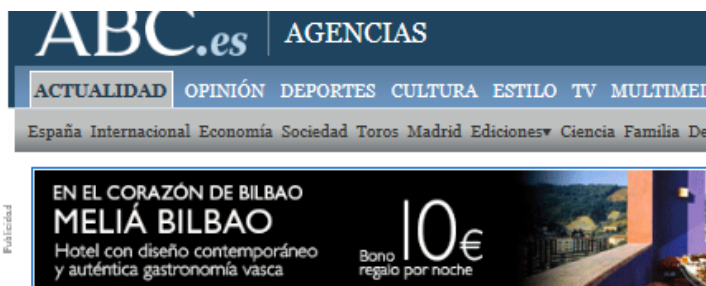 ABC.es AGENCIAS
ACTUALIDAD OPINIÓN DEPORTES CULTURA ESTILO TV
España Internacional Economía Sociedad Toros Madrid Ediciones▾ Ciencia Familia
Publicidad
EN EL CORAZÓN DE BILBAO
MELIÁ BILBAO
Hotel con diseño contemporáneo
y auténtica gastronomía vasca
10€
Bono
regalo por noche